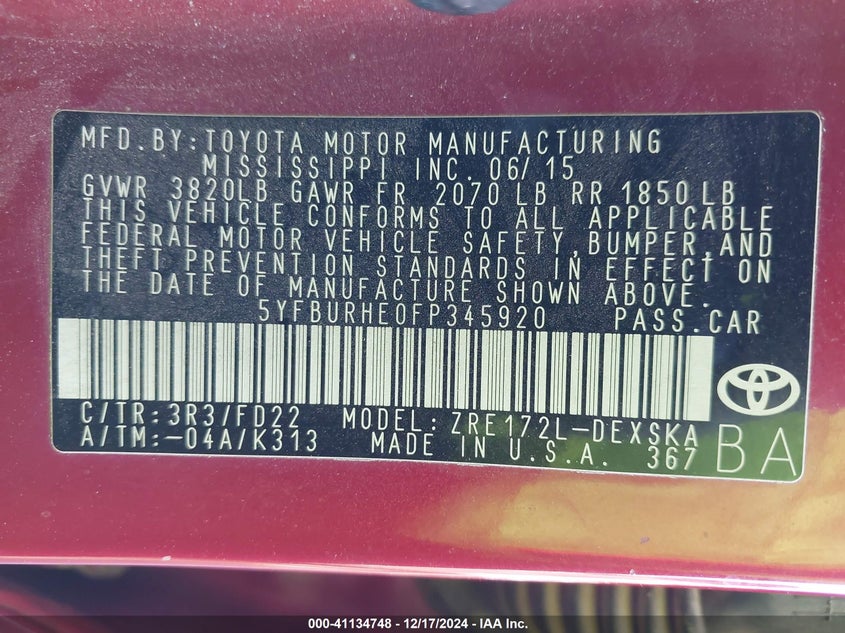 MFD.BY:TOYOTA MOTOR MANUFACTURING
MISSISSIPPI INC. 06/15
GVWR 3820LB GAWR FR 2070 LB RR 1850LB
THIS VEHICLE CONFORMS TO ALL APPLICABLE
FEDERAL MOTOR VEHICLE SAFETY,BUMPER,AND
THEFT PREVENTION STANDARDS IN EFFECT ON
THE DATE OF MANUFACTURE SHOWN ABOVE.
5YFBURHE0FP345920 PASS.CAR
C/TR:3R3/FD22 MODEL:ZRE172L-DEXSKA
A/TM:-04A/K313 MADE IN U.S.A. 367 BA
000-41134748 - 12/17/2024 - IAA Inc.